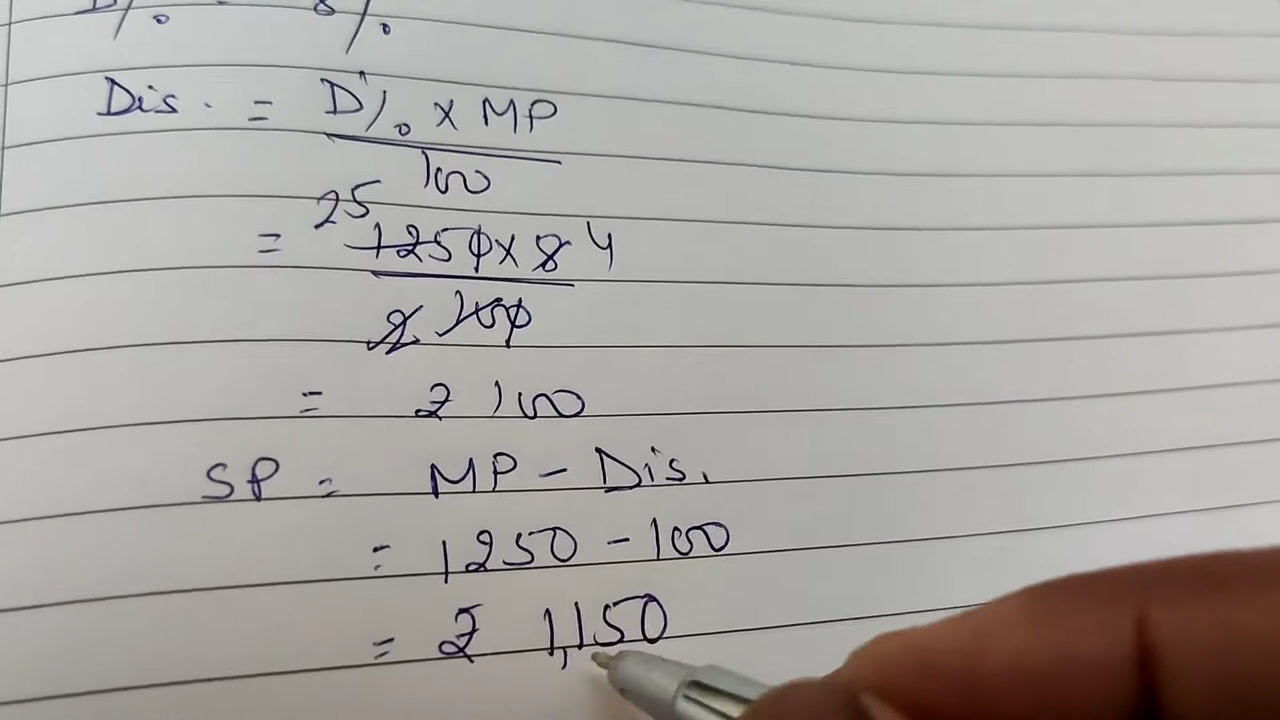 D% = 8%.
Dis. = D% x MP
100
25
= 1250 x 8 4
2 100
= ₹ 100
SP = MP - Dis.
= 1250 - 100
= ₹ 1,150